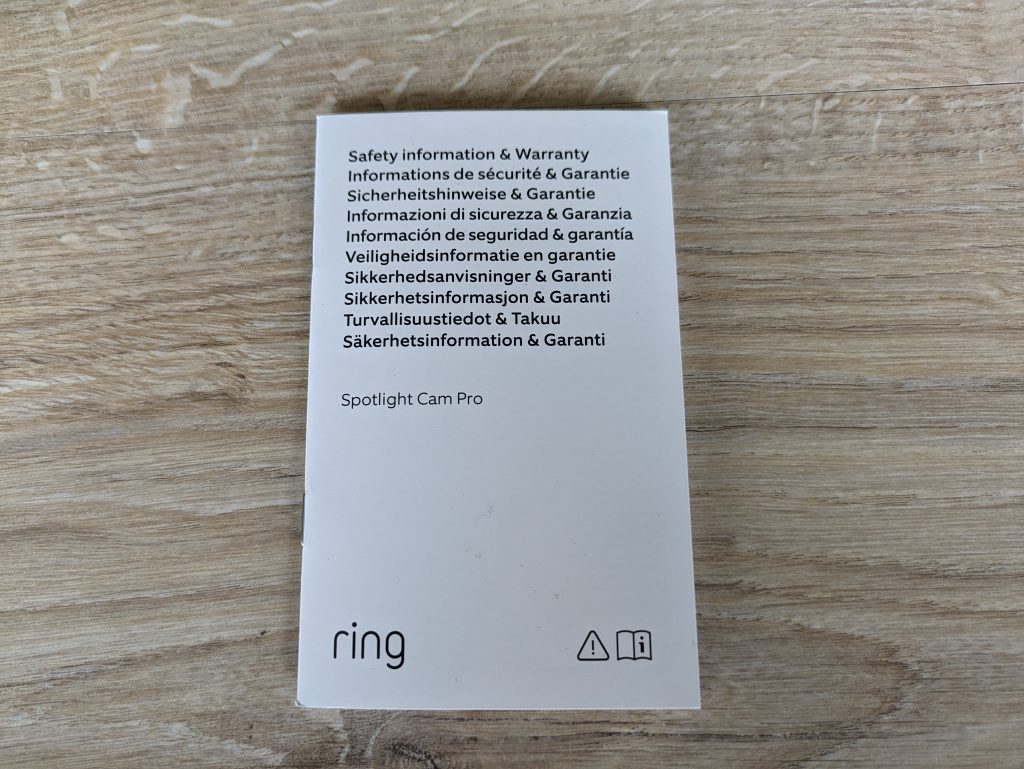 Safety information & Warranty
Informations de sécurité & Garantie
Sicherheitshinweise & Garantie
Informazioni di sicurezza & Garanzia
Información de seguridad & garantía
Veiligheidsinformatie en garantie
Sikkerhedsanvisninger & Garanti
Sikkerhetsinformasjon & Garanti
Turvallisuustiedot & Takuu
Säkerhetsinformation & Garanti
Spotlight Cam Pro
ring